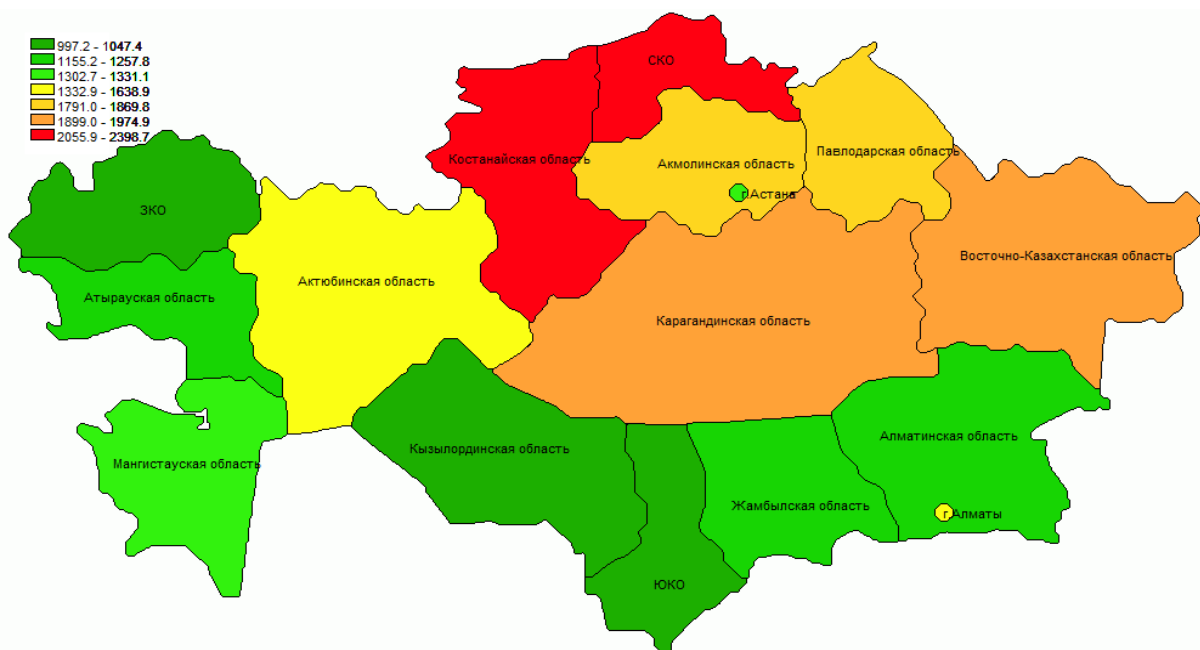 997.2 - 1047.4
1155.2 - 1257.8
1302.7 - 1331.1
1332.9 - 1638.9
1791.0 - 1869.8
1899.0 - 1974.9
2055.9 - 2398.7
СКО
Костанайская область
Акмолинская область
Павлодарская область
г.Астана
ЗКО
Восточно-Казахстанская область
Актюбинская область
Атырауская область
Карагандинская область
Алматинская область
Кызылординская область
Мангистауская область
Жамбылская область
г.Алматы
ЮКО